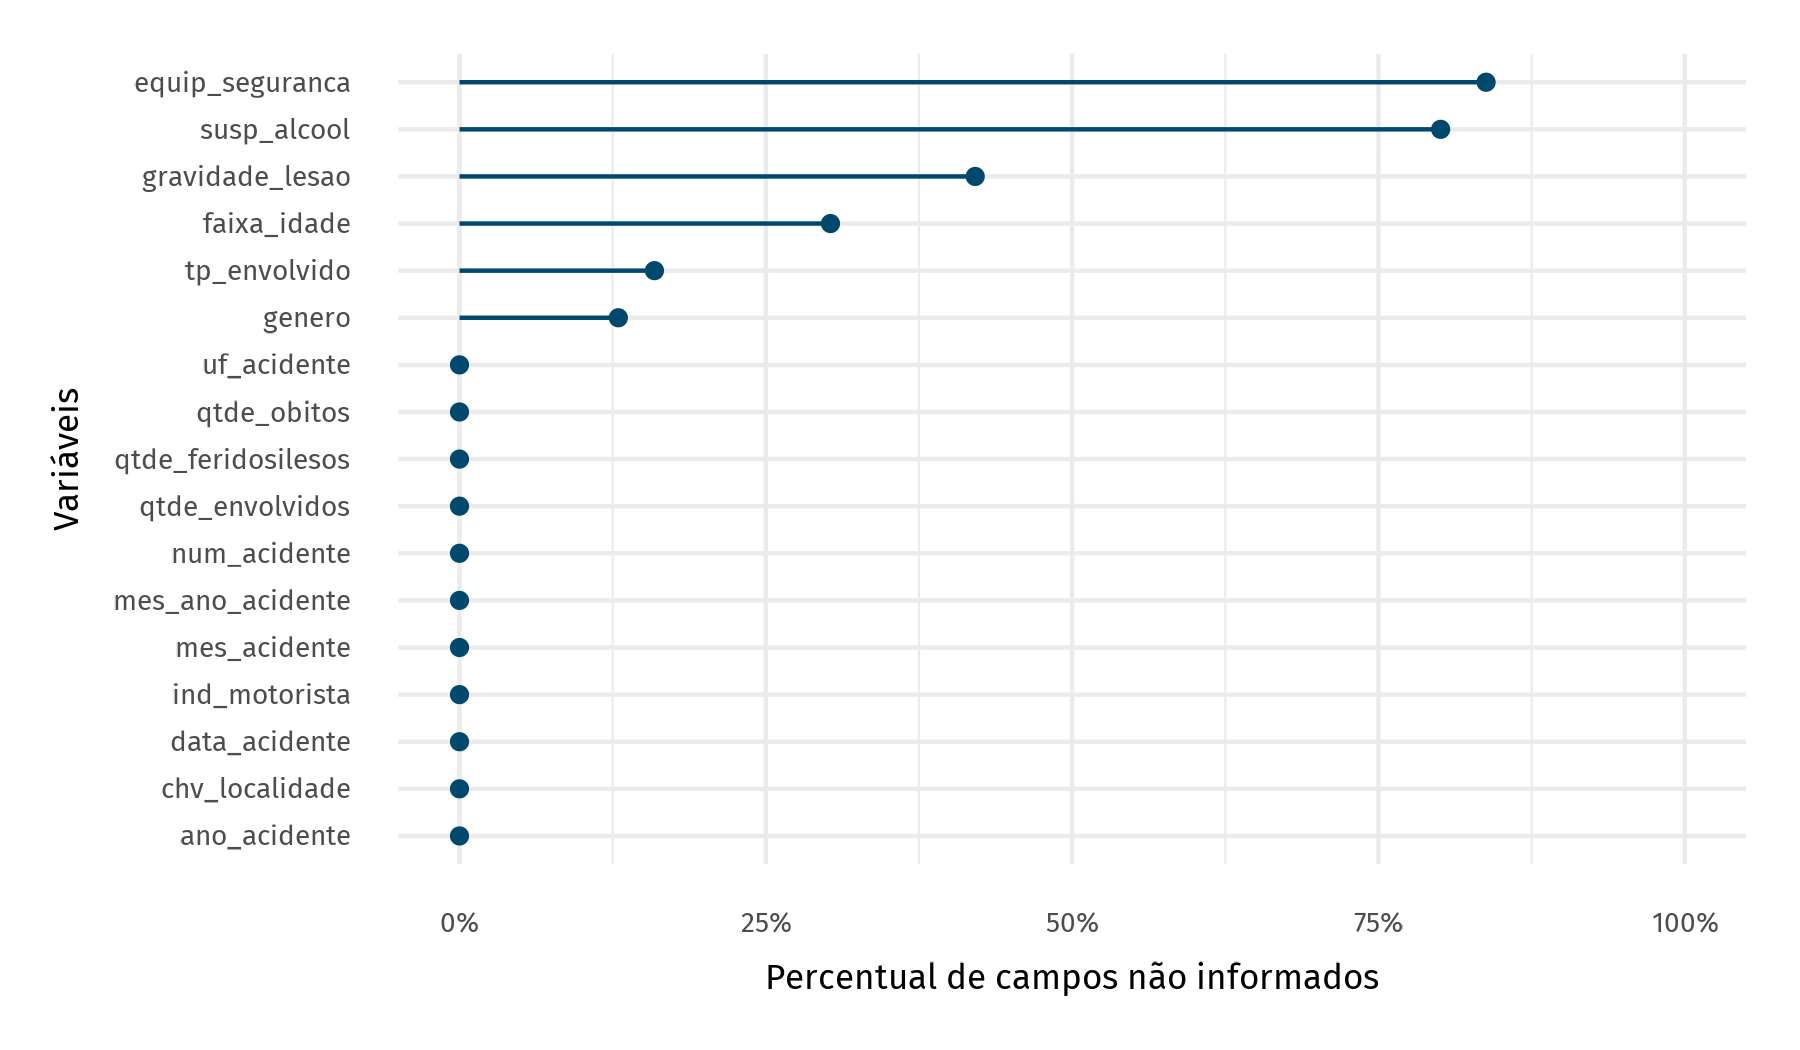 equip_seguranca
susp_alcool
gravidade_lesao
faixa_idade
tp_envolvido
genero
uf_acidente
qtde_obitos
qtde_feridosilesos
qtde_envolvidos
num_acidente
mes_ano_acidente
mes_acidente
ind_motorista
data_acidente
chv_localidade
ano_acidente
Variáveis
0% 25% 50% 75% 100%
Percentual de campos não informados